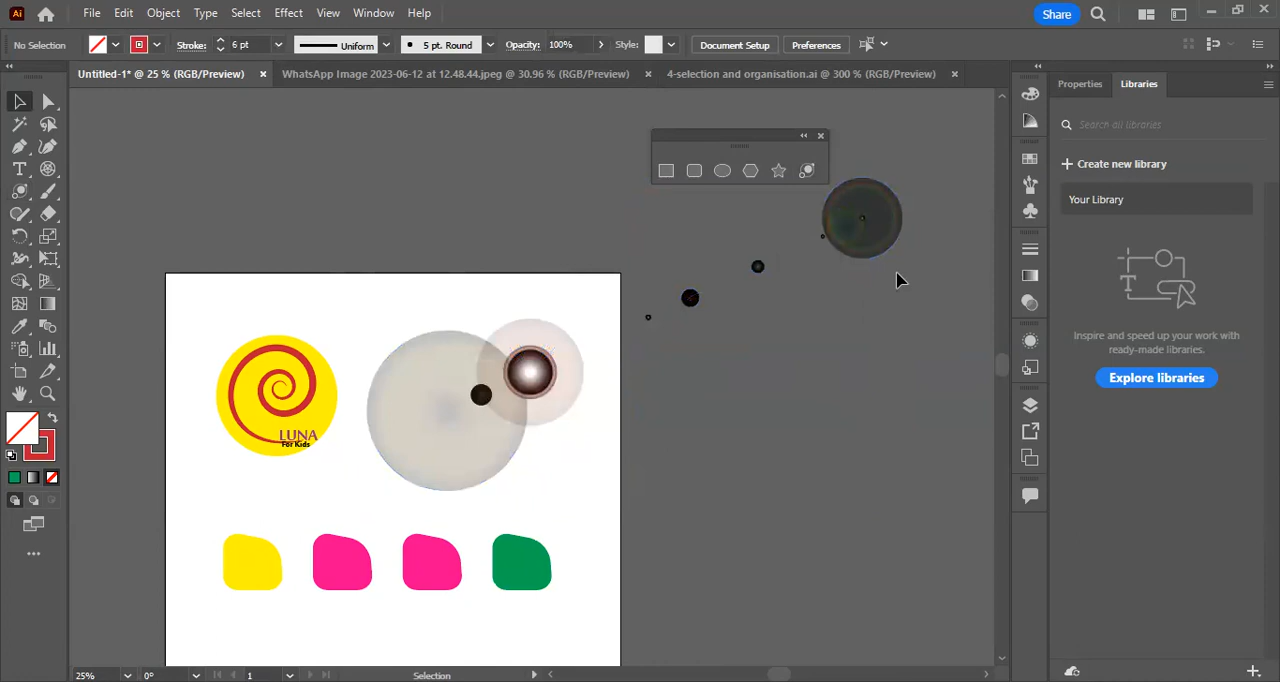 Ai File Edit Object Type Select Effect View Window Help Share
No Selection Stroke: 6 pt Uniform 5 pt. Round Opacity: 100% Style: Document Setup Preferences
Untitled-1* @ 25 % (RGB/Preview) WhatsApp Image 2023-06-12 at 12.48.44.jpeg @ 30.96 % (RGB/Preview) 4-selection and organisation.ai @ 300 % (RGB/Preview)
Properties Libraries
Search all libraries
Create new library
Your Library
Inspire and speed up your work with
ready-made libraries.
Explore libraries
LUNA
For Kids
25% 0° 1 Selection